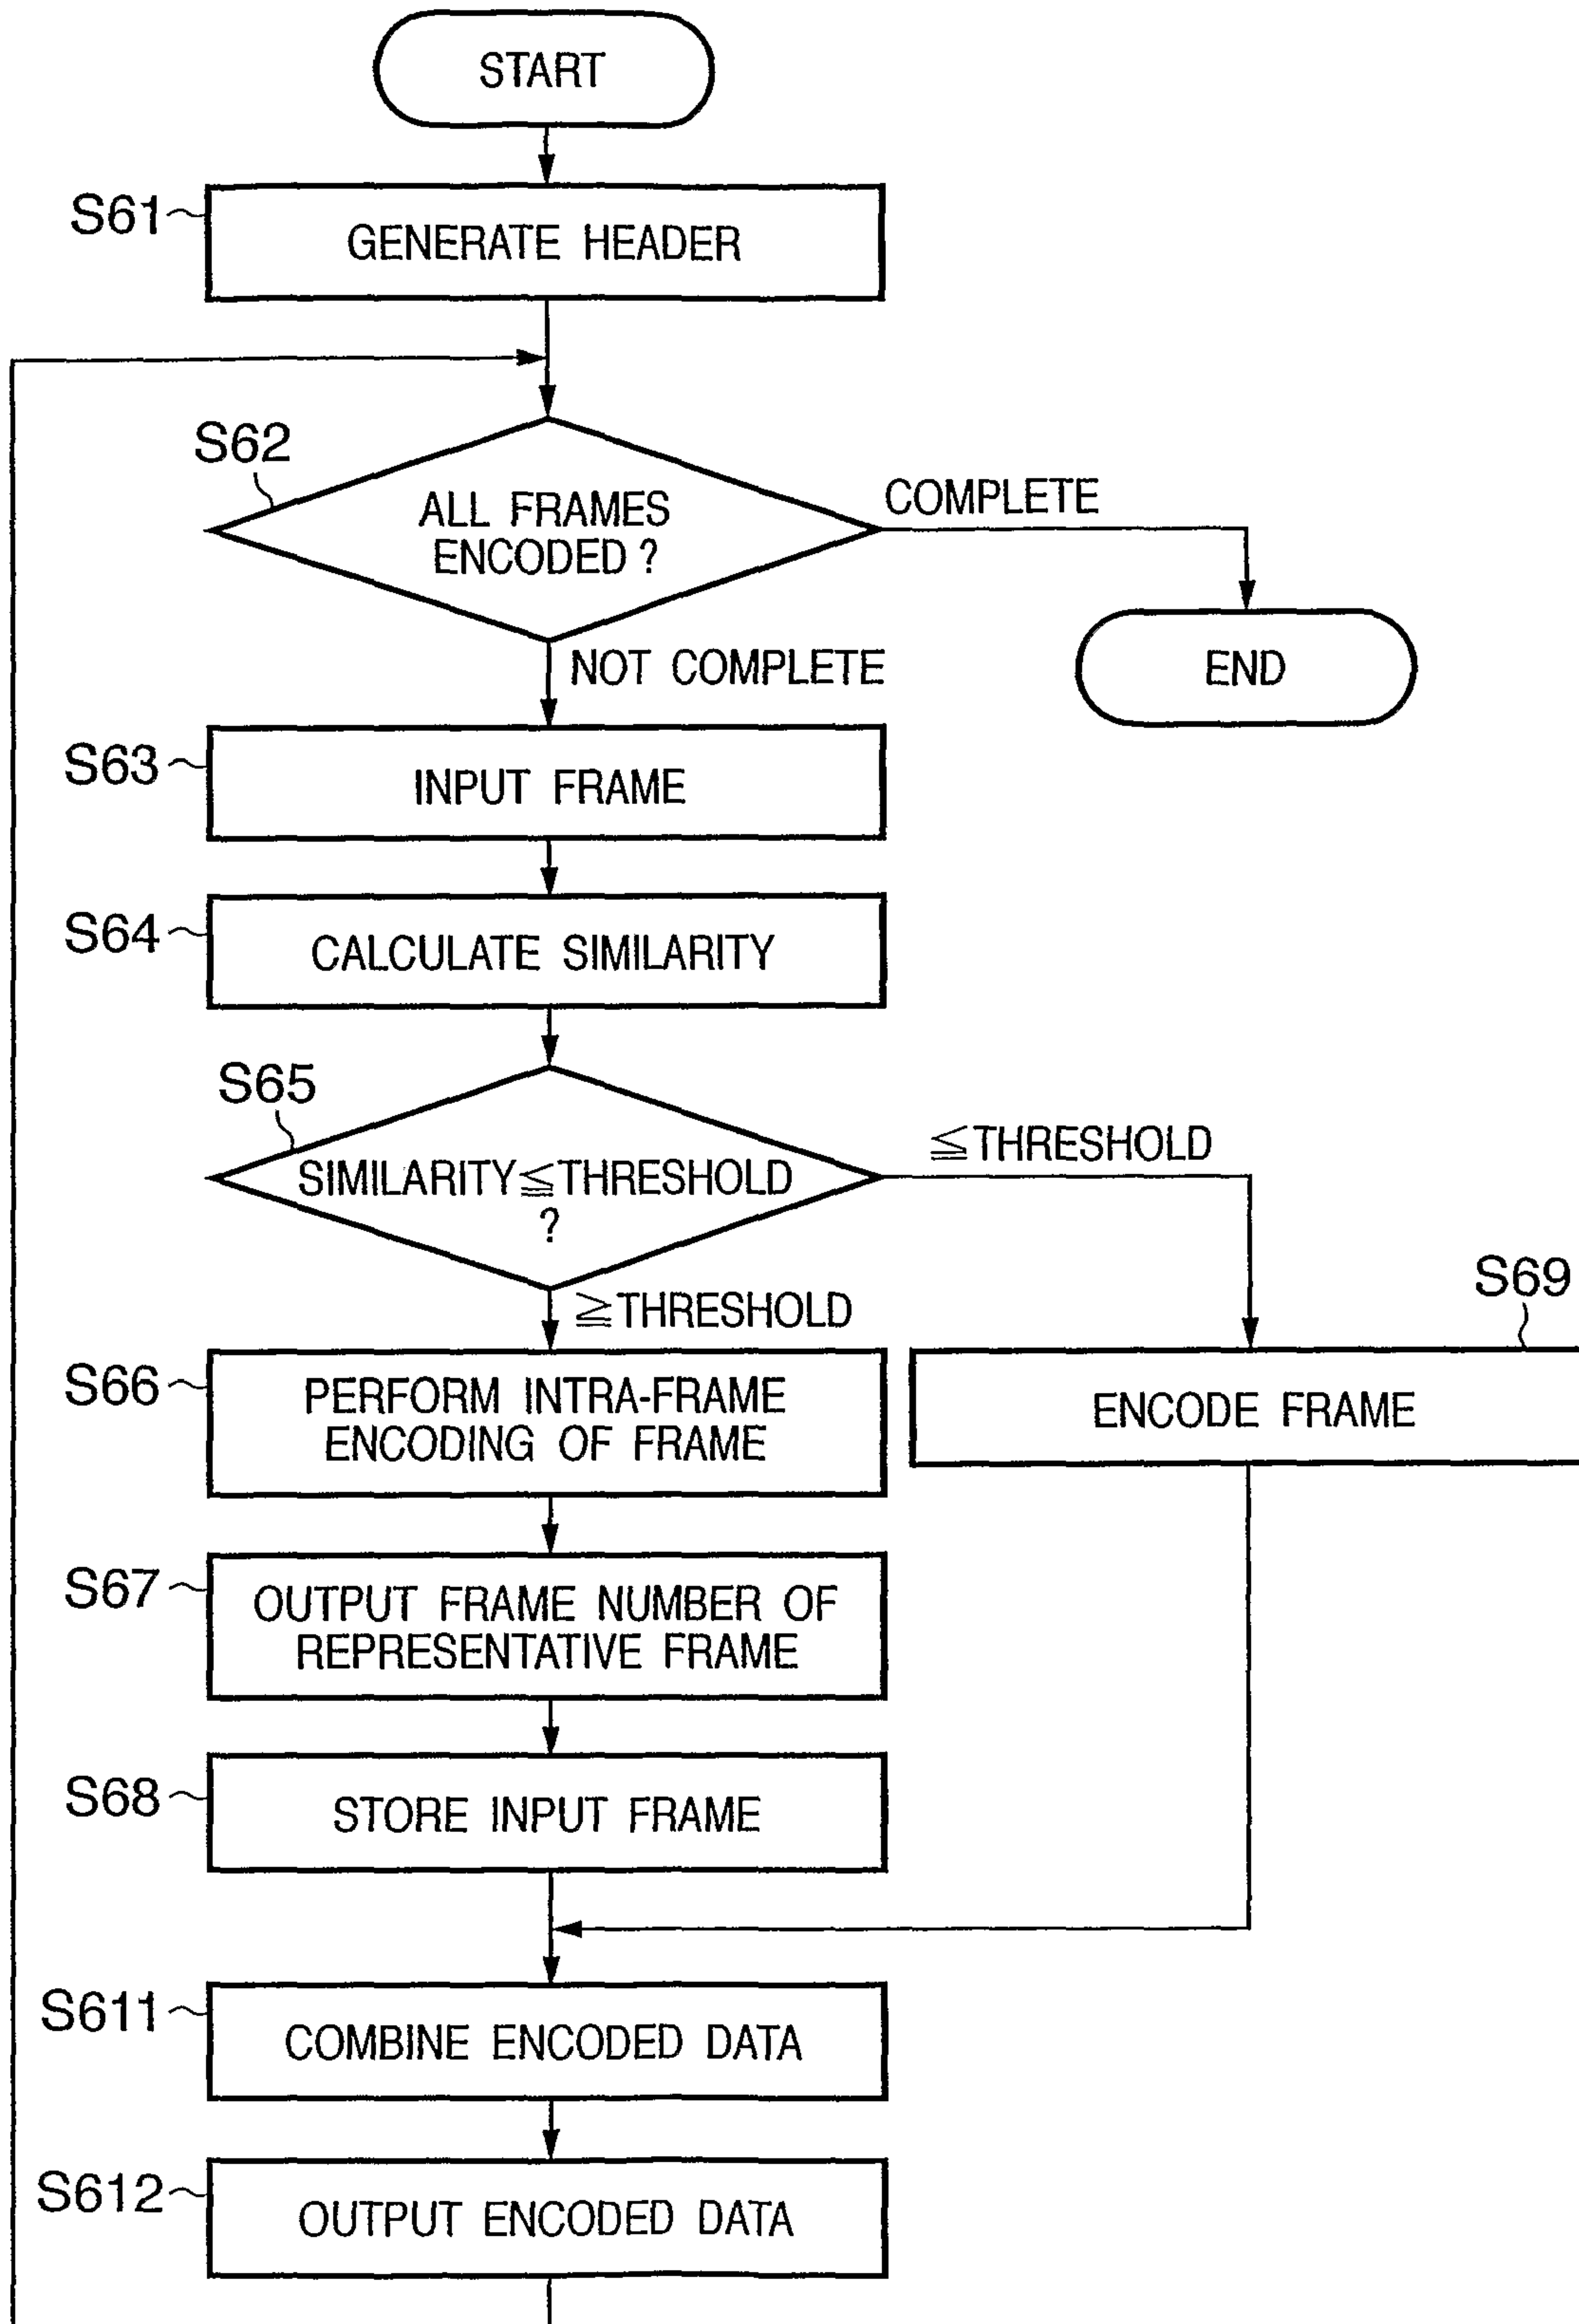 START
S61
GENERATE HEADER
S62
ALL FRAMES
ENCODED ?
COMPLETE
END
NOT COMPLETE
S63
INPUT FRAME
S64
CALCULATE SIMILARITY
S65
SIMILARITY≦THRESHOLD
?
≦THRESHOLD
≧THRESHOLD
S66
PERFORM INTRA-FRAME
ENCODING OF FRAME
S69
ENCODE FRAME
S67
OUTPUT FRAME NUMBER OF
REPRESENTATIVE FRAME
S68
STORE INPUT FRAME
S611
COMBINE ENCODED DATA
S612
OUTPUT ENCODED DATA